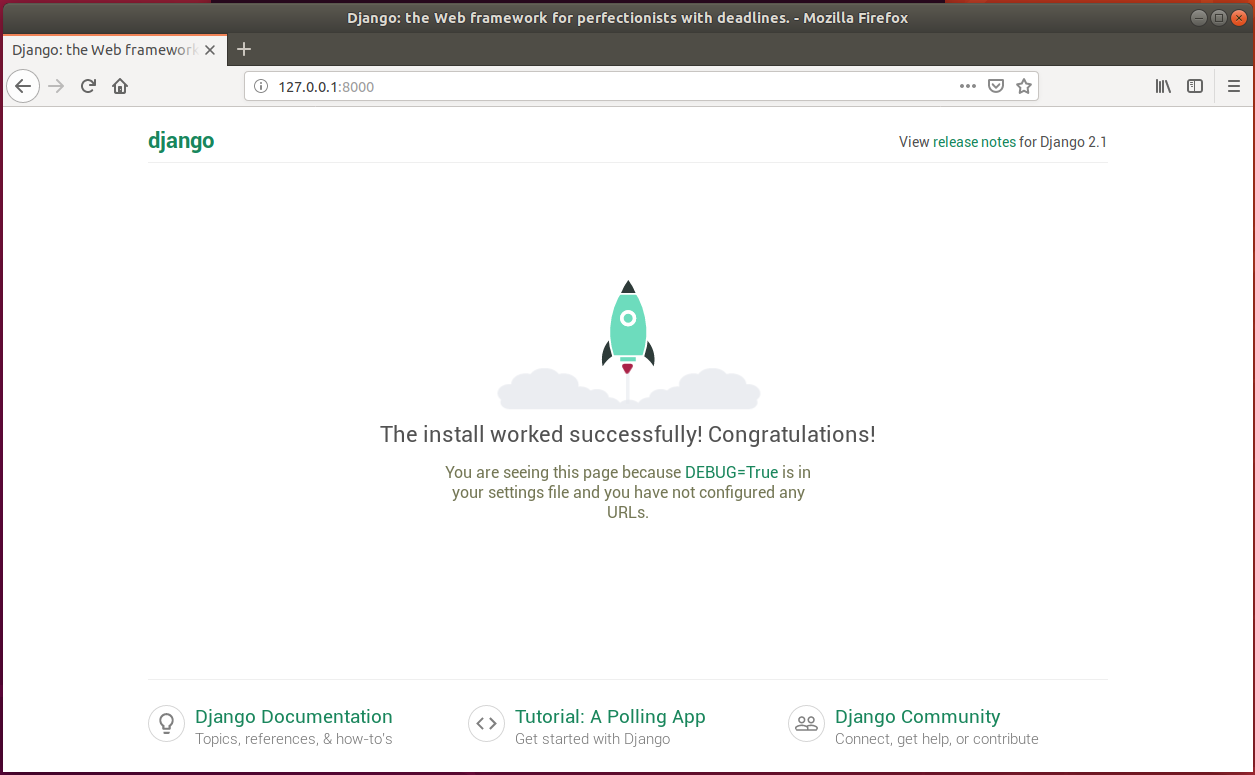 Django: the Web framework for perfectionists with deadlines. - Mozilla Firefox
Django: the Web framework
127.0.0.1:8000
django
View release notes for Django 2.1
The install worked successfully! Congratulations!
You are seeing this page because DEBUG=True is in
your settings file and you have not configured any
URLs.
Django Documentation
Topics, references, & how-to's
Tutorial: A Polling App
Get started with Django
Django Community
Connect, get help, or contribute